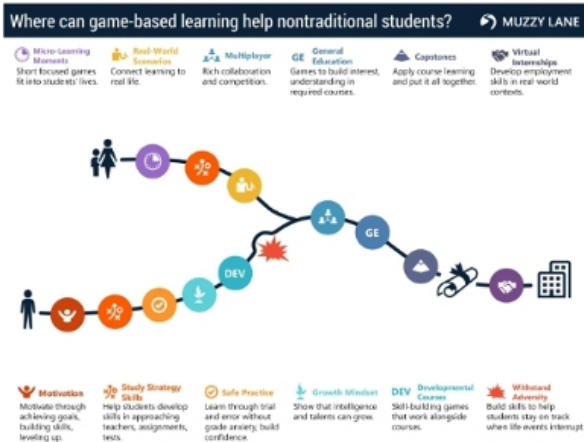 Where can game-based learning help nontraditional students?
MUZZY LANE
Micro-Learning
Moments
Short focused games
fit into students' lives.
Real-World
Scenarios
Connect learning to
real life.
Multiplayer
Rich collaboration
and competition.
GE
General
Education
Games to build interest,
understanding in
required courses.
Capstones
Apply course learning
and put it all together.
Virtual
Internships
Develop employment
skills in real-world
contexts.
GE
DEV
Motivation
Motivate through
achieving goals,
building skills,
leveling up.
Study Strategy
Skills
Help students develop
skills in approaching
teachers, assignments,
tests.
Safe Practice
Learn through trial
and error without
grade anxiety, build
confidence.
Growth Mindset
Show that intelligence
and talents can grow.
DEV
Developmental
Courses
Skill-building games
that work alongside
courses.
Withstand
Adversity
Build skills to help
students stay on track
when life events interrupt